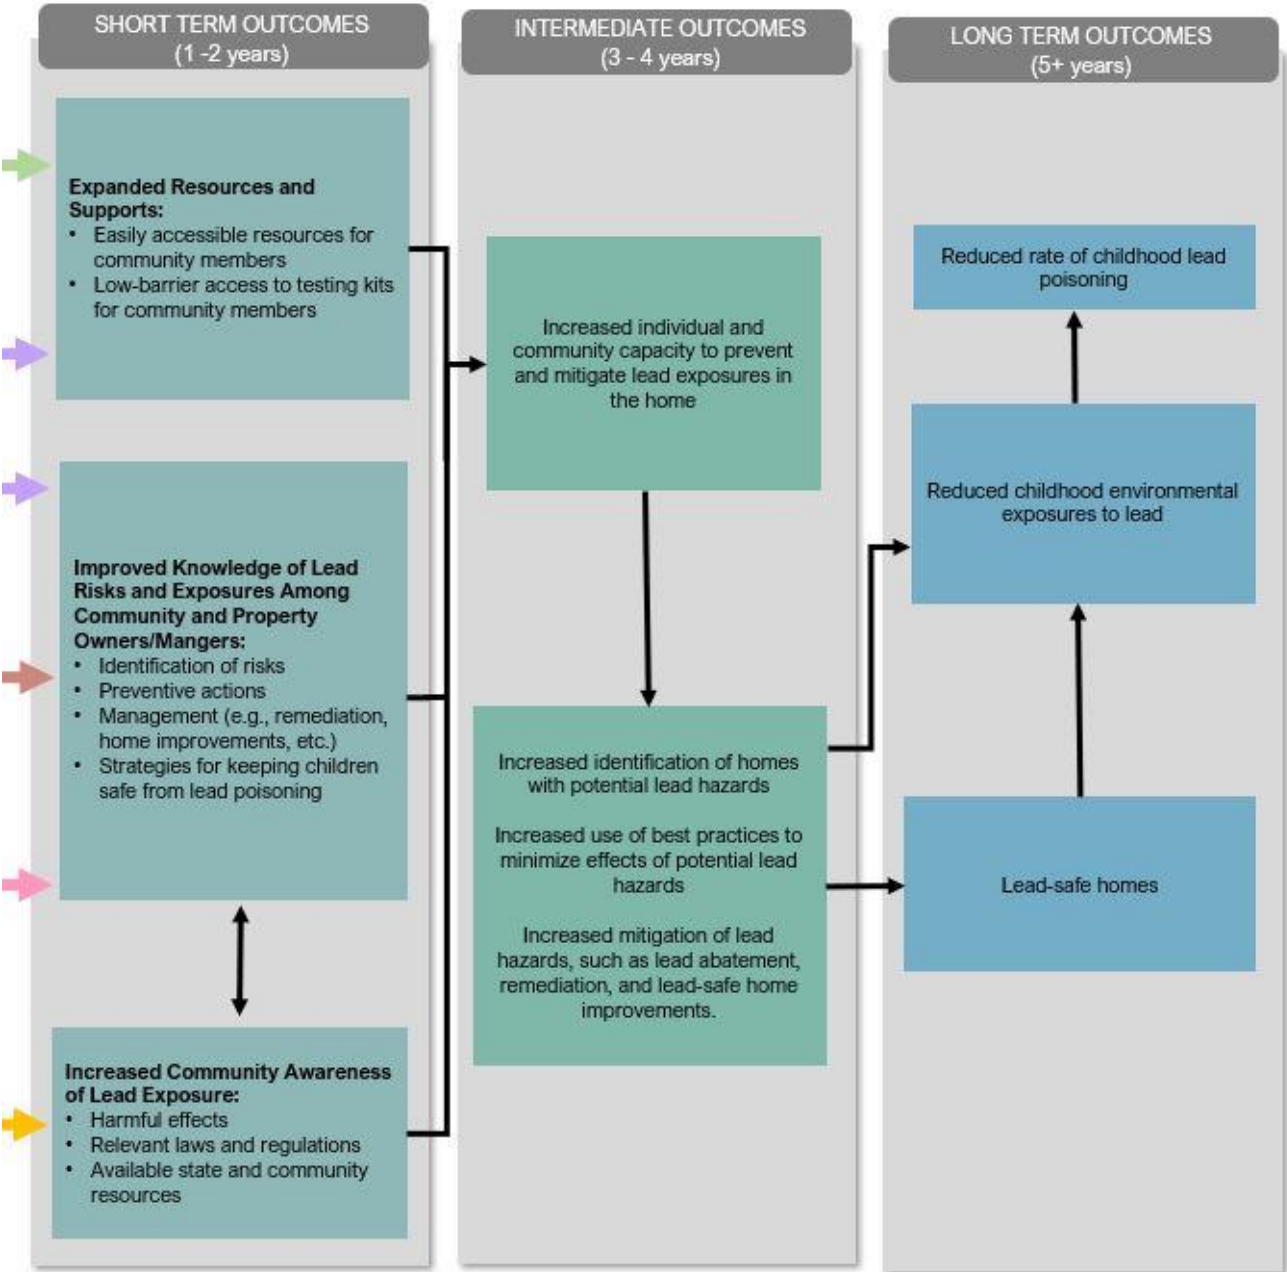 SHORT TERM OUTCOMES
(1 -2 years)
Expanded Resources and
Supports:
• Easily accessible resources for
community members
• Low-barrier access to testing kits
for community members
Improved Knowledge of Lead
Risks and Exposures Among
Community and Property
Owners/Mangers:
• Identification of risks
• Preventive actions
• Management (e.g., remediation,
home improvements, etc.)
• Strategies for keeping children
safe from lead poisoning
Increased Community Awareness
of Lead Exposure:
• Harmful effects
• Relevant laws and regulations
• Available state and community
resources
INTERMEDIATE OUTCOMES
(3 - 4 years)
Increased individual and
community capacity to prevent
and mitigate lead exposures in
the home
Increased identification of homes
with potential lead hazards
Increased use of best practices to
minimize effects of potential lead
hazards
Increased mitigation of lead
hazards, such as lead abatement,
remediation, and lead-safe home
improvements.
LONG TERM OUTCOMES
(5+ years)
Reduced rate of childhood lead
poisoning
Reduced childhood environmental
exposures to lead
Lead-safe homes